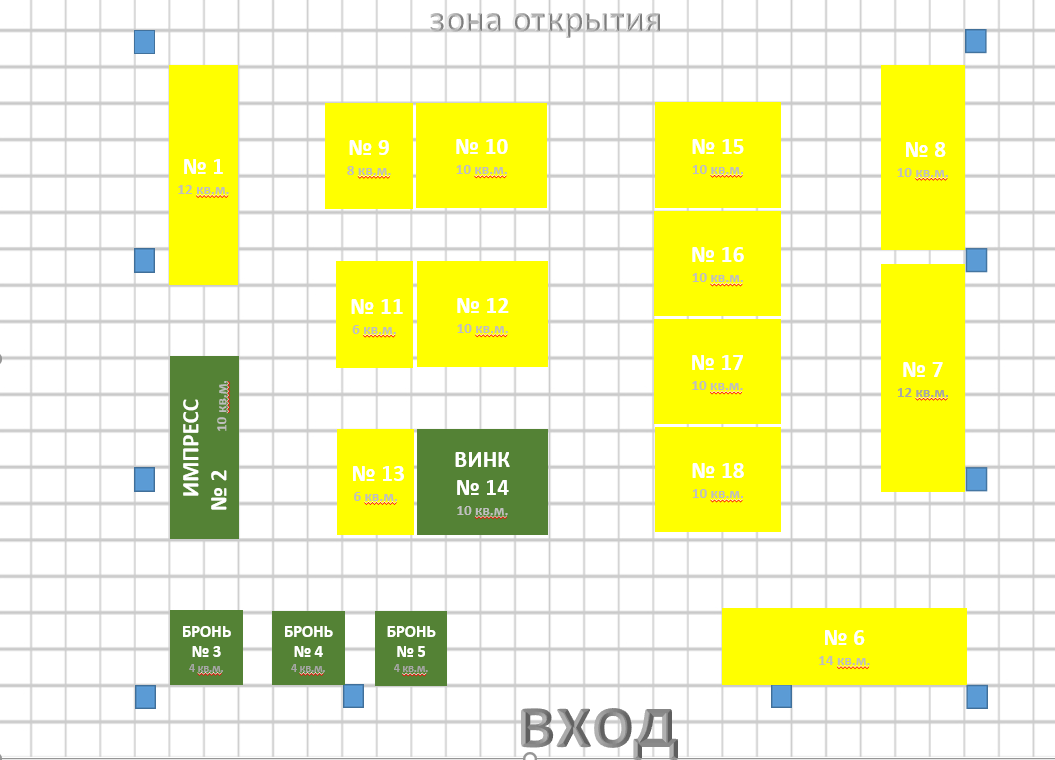 зона открытия
№ 1
12 кв.м.
№ 9
8 кв.м.
№ 10
10 кв.м.
№ 15
10 кв.м.
№ 8
10 кв.м.
№ 16
10 кв.м.
№ 11
6 кв.м.
№ 12
10 кв.м.
№ 17
10 кв.м.
№ 7
12 кв.м.
ИМПРЕСС
№ 2
10 кв.м.
№ 13
6 кв.м.
ВИНК
№ 14
10 кв.м.
№ 18
10 кв.м.
БРОНЬ
№ 3
4 кв.м.
БРОНЬ
№ 4
4 кв.м.
БРОНЬ
№ 5
4 кв.м.
№ 6
14 кв.м.
ВХОД